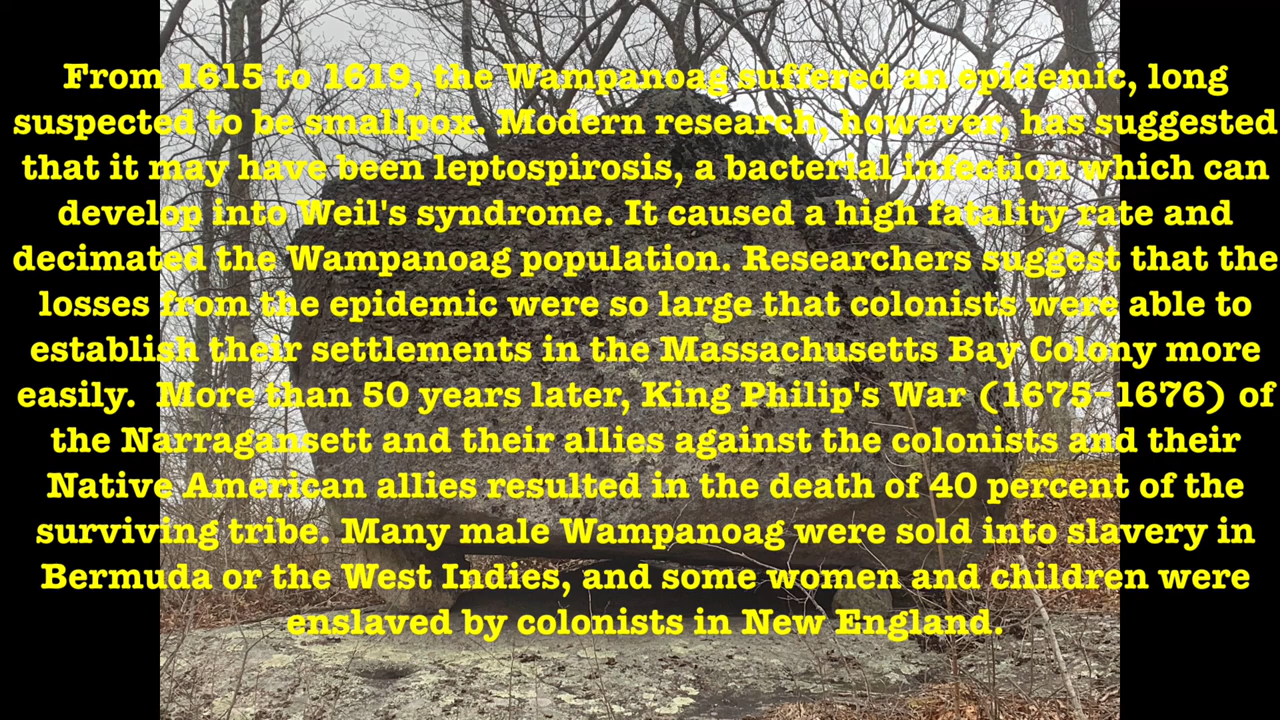 From 1615 to 1619, the Wampanoag suffered an epidemic, long
suspected to be smallpox. Modern research, however, has suggested
that it may have been leptospirosis, a bacterial infection which can
develop into Weil's syndrome. It caused a high fatality rate and
decimated the Wampanoag population. Researchers suggest that the
losses from the epidemic were so large that colonists were able to
establish their settlements in the Massachusetts Bay Colony more
easily.  More than 50 years later, King Philip's War (1675–1676) of
the Narragansett and their allies against the colonists and their
Native American allies resulted in the death of 40 percent of the
surviving tribe. Many male Wampanoag were sold into slavery in
Bermuda or the West Indies, and some women and children were
enslaved by colonists in New England.